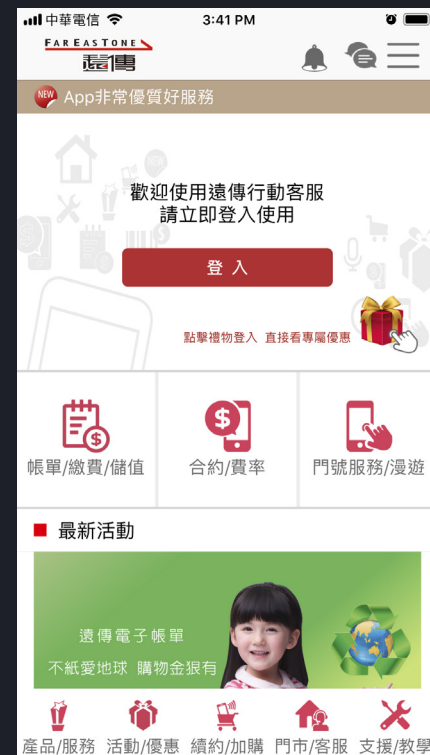 中華電信
3:41 PM
FAREASTONE
遠傳
NEW App非常優質好服務
歡迎使用遠傳行動客服
請立即登入使用
登入
點擊禮物登入 直接看專屬優惠
帳單/繳費/儲值
合約/費率
門號服務/漫遊
最新活動
遠傳電子帳單
不紙愛地球 購物金狠有
產品/服務
活動/優惠
續約/加購
門市/客服
支援/教學